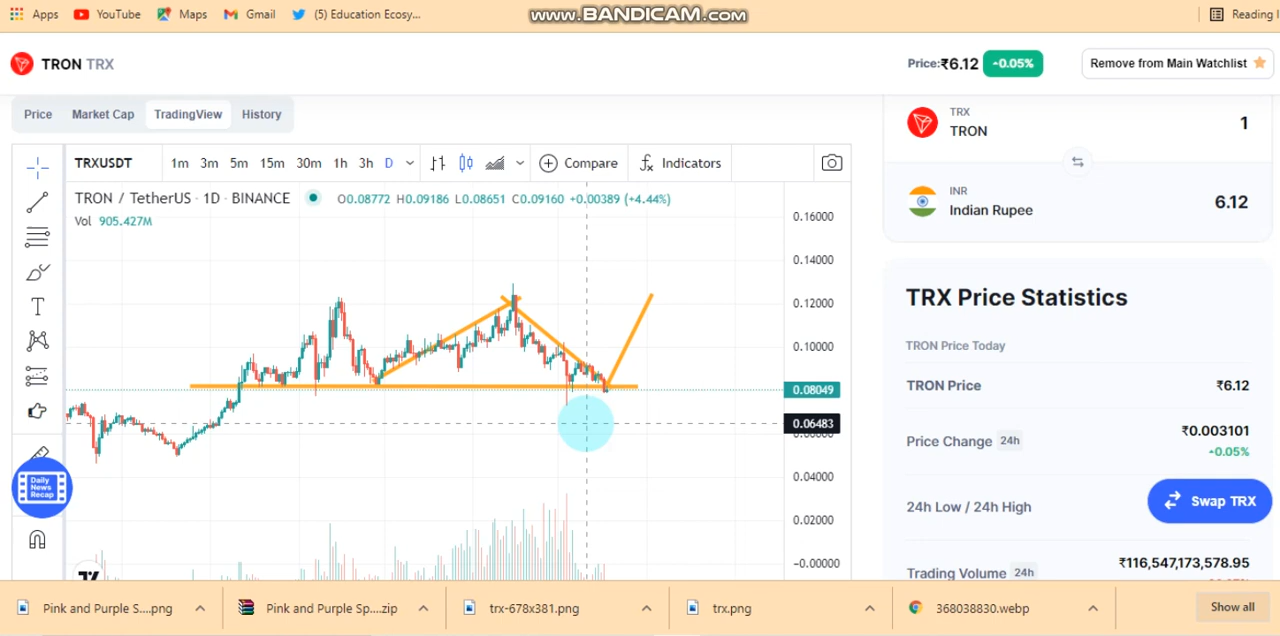 Apps YouTube Maps Gmail (5) Education Ecosy... www.BANDICAM.com Reading
TRON TRX Price:₹6.12 -0.05% Remove from Main Watchlist
Price Market Cap TradingView History
TRX
TRON 1
INR
Indian Rupee 6.12
TRXUSDT 1m 3m 5m 15m 30m 1h 3h D Compare Indicators
TRON / TetherUS · 1D · BINANCE O0.08772 H0.09186 L0.08651 C0.09160 +0.00389 (+4.44%)
Vol 905.427M
0.16000
0.14000
0.12000
0.10000
0.08049
0.06483
0.06000
0.04000
0.02000
-0.00000
Daily
News
Recap
TRX Price Statistics
TRON Price Today
TRON Price ₹6.12
Price Change 24h ₹0.003101
-0.05%
24h Low / 24h High
Swap TRX
Trading Volume 24h ₹116,547,173,578.95
Pink and Purple S....png Pink and Purple Sp....zip trx-678x381.png trx.png 368038830.webp Show all